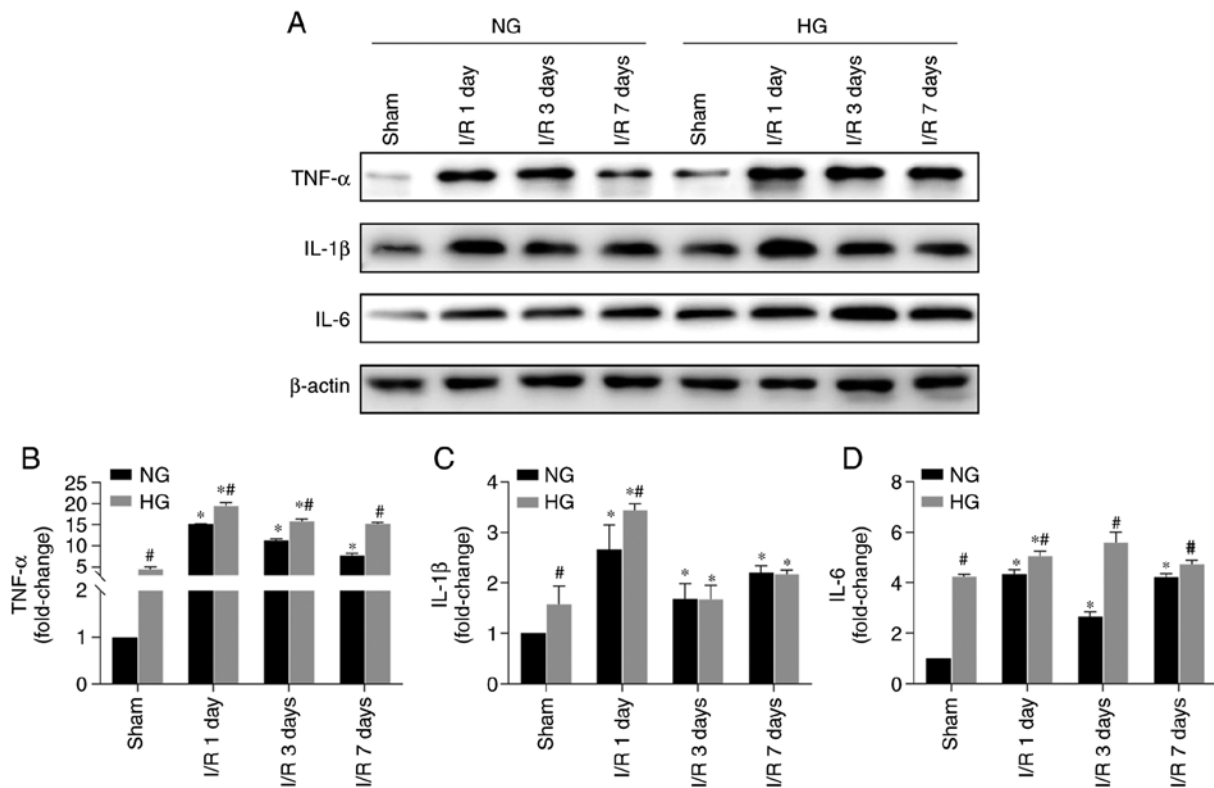 A
NG HG
Sham I/R 1 day I/R 3 days I/R 7 days Sham I/R 1 day I/R 3 days I/R 7 days
TNF-α
IL-1β
IL-6
β-actin
B
TNF-α
(fold-change)
25
20
15
10
5
2
1
0
NG
HG
* *# * *# * # #
Sham I/R 1 day I/R 3 days I/R 7 days
C
IL-1β
(fold-change)
4
3
2
1
0
NG
HG
# * *# * * * *
Sham I/R 1 day I/R 3 days I/R 7 days
D
IL-6
(fold-change)
8
6
4
2
0
NG
HG
# * *# * # * #
Sham I/R 1 day I/R 3 days I/R 7 days